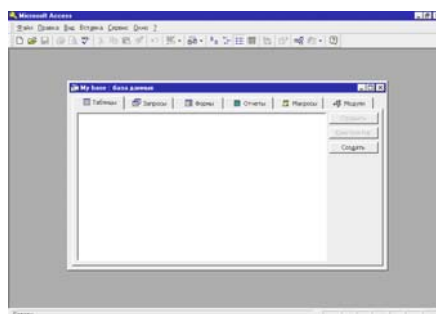 Microsoft Access
Файл Правка Вид Вставка Сервис Окно ?
My base : база данных
Таблицы Запросы Формы Отчеты Макросы Модули
Открыть
Конструктор
Создать
Готово